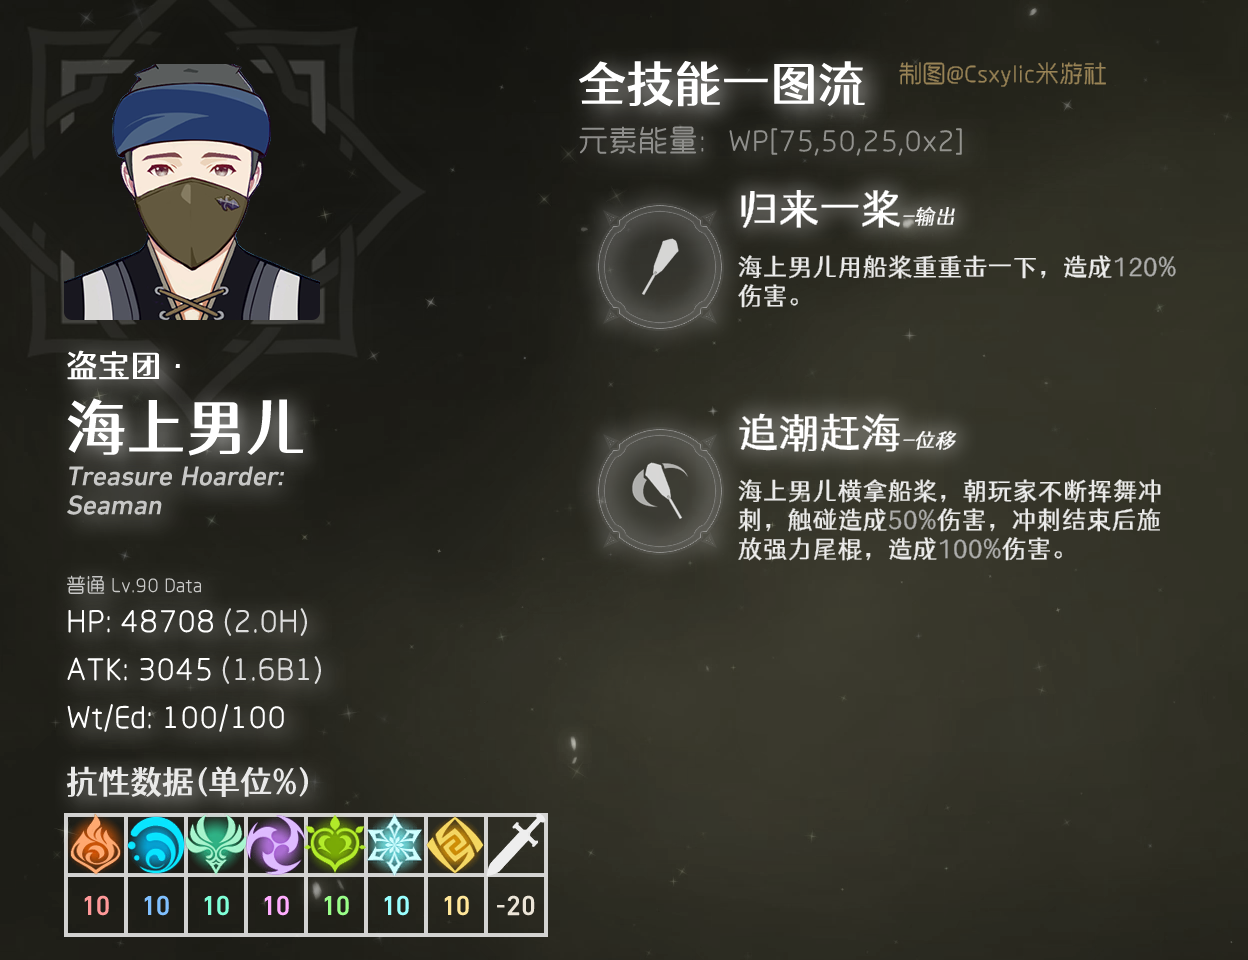 全技能一图流
制图@Csxylic米游社
元素能量: WP[75,50,25,0x2]
归来一桨-输出
海上男儿用船桨重重击一下，造成120%
伤害。
追潮赶海-位移
海上男儿横拿船桨，朝玩家不断挥舞冲
刺，触碰造成50%伤害，冲刺结束后施
放强力尾棍，造成100%伤害。
盗宝团·
海上男儿
Treasure Hoarder:
Seaman
普通 Lv.90 Data
HP: 48708 (2.0H)
ATK: 3045 (1.6B1)
Wt/Ed: 100/100
抗性数据(单位%)
10 10 10 10 10 10 10 -20